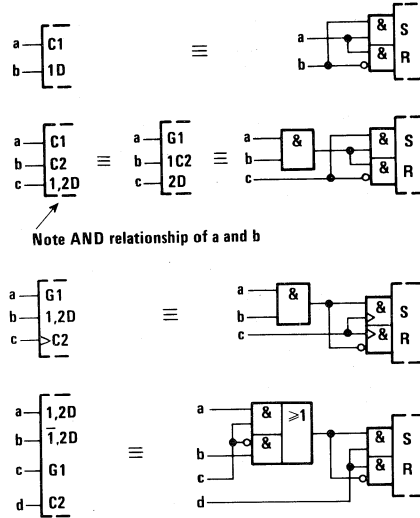 a C1 ≡ a & S
b 1D b & R
a C1 ≡ a G1 ≡ a & & S
b C2 b 1C2 b & R
c 1,2D c 2D c
Note AND relationship of a and b
a G1 ≡ a & & S
b 1,2D b & R
c C2 c
a 1,2D ≡ a & ≥1 & S
b 1̅,2D b & & R
c G1 c
d C2 d